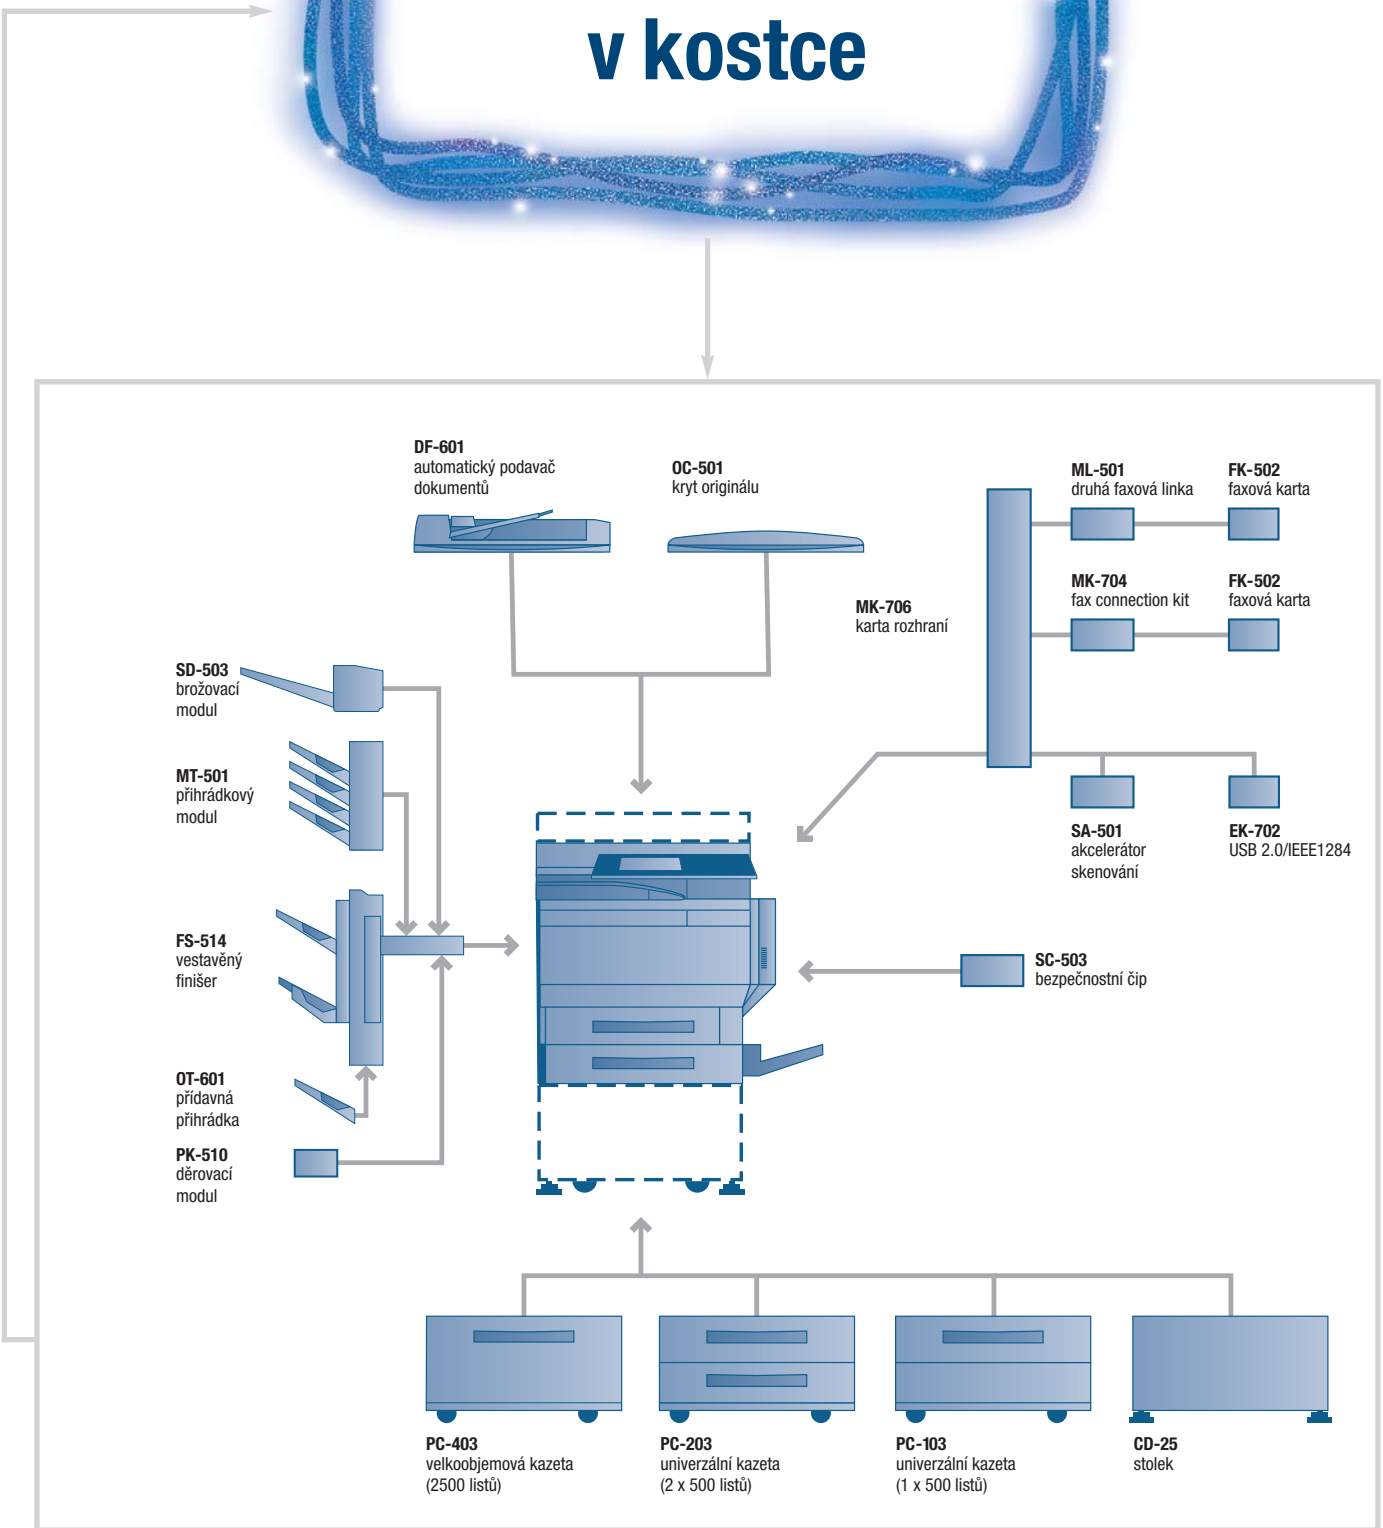 v kostce
DF-601
automatický podavač
dokumentů
OC-501
kryt originálu
MK-706
karta rozhraní
ML-501
druhá faxová linka
FK-502
faxová karta
MK-704
fax connection kit
FK-502
faxová karta
SA-501
akcelerátor
skenování
EK-702
USB 2.0/IEEE1284
SC-503
bezpečnostní čip
SD-503
brožovací
modul
MT-501
přihrádkový
modul
FS-514
vestavěný
finišer
OT-601
přídavná
přihrádka
PK-510
děrovací
modul
PC-403
velkoobjemová kazeta
(2500 listů)
PC-203
univerzální kazeta
(2 x 500 listů)
PC-103
univerzální kazeta
(1 x 500 listů)
CD-25
stolek